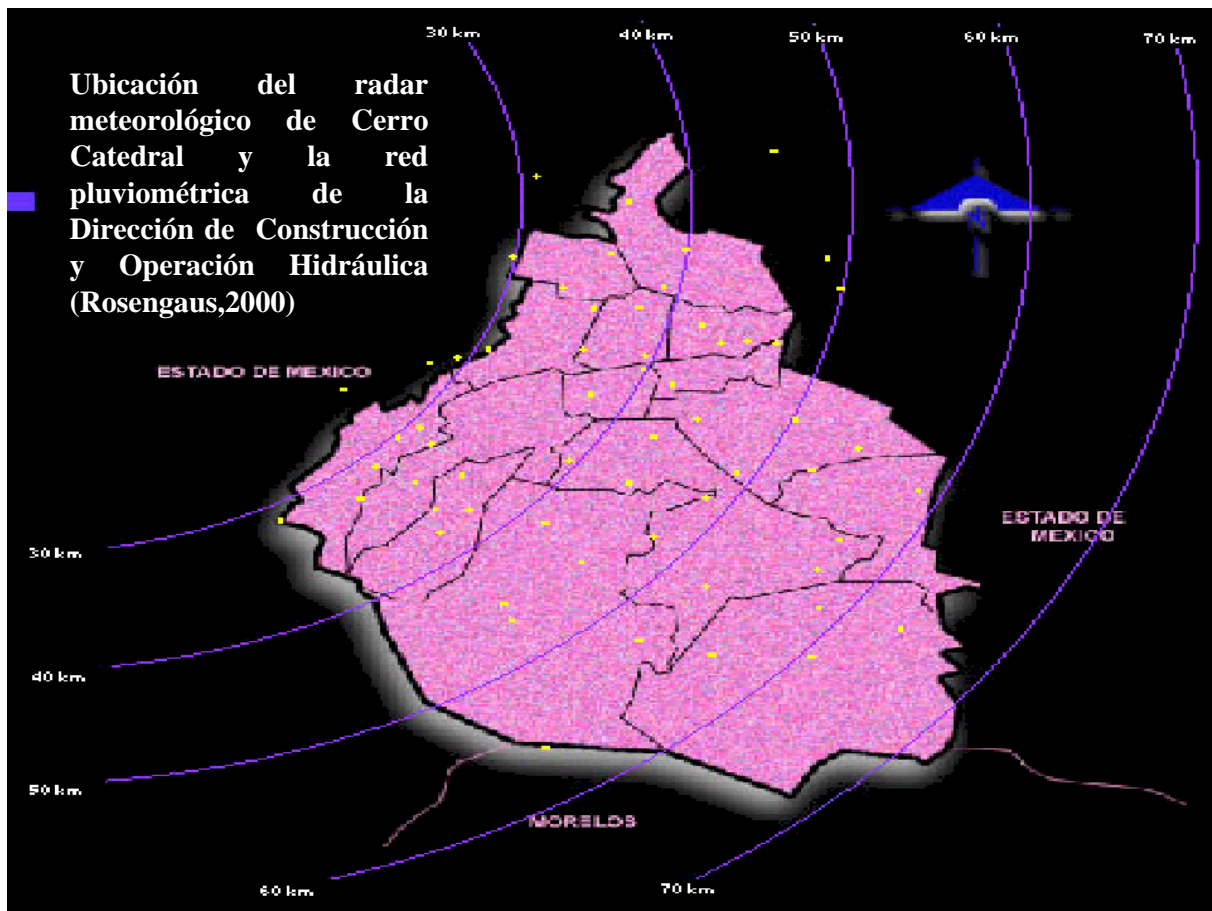 30 km
40 km
50 km
60 km
70 km
Ubicación del radar
meteorológico de Cerro
Catedral y la red
pluviométrica de la
Dirección de Construcción
y Operación Hidráulica
(Rosengaus,2000)
ESTADO DE MEXICO
ESTADO DE
MEXICO
30 km
40 km
50 km
MORELOS
60 km
70 km